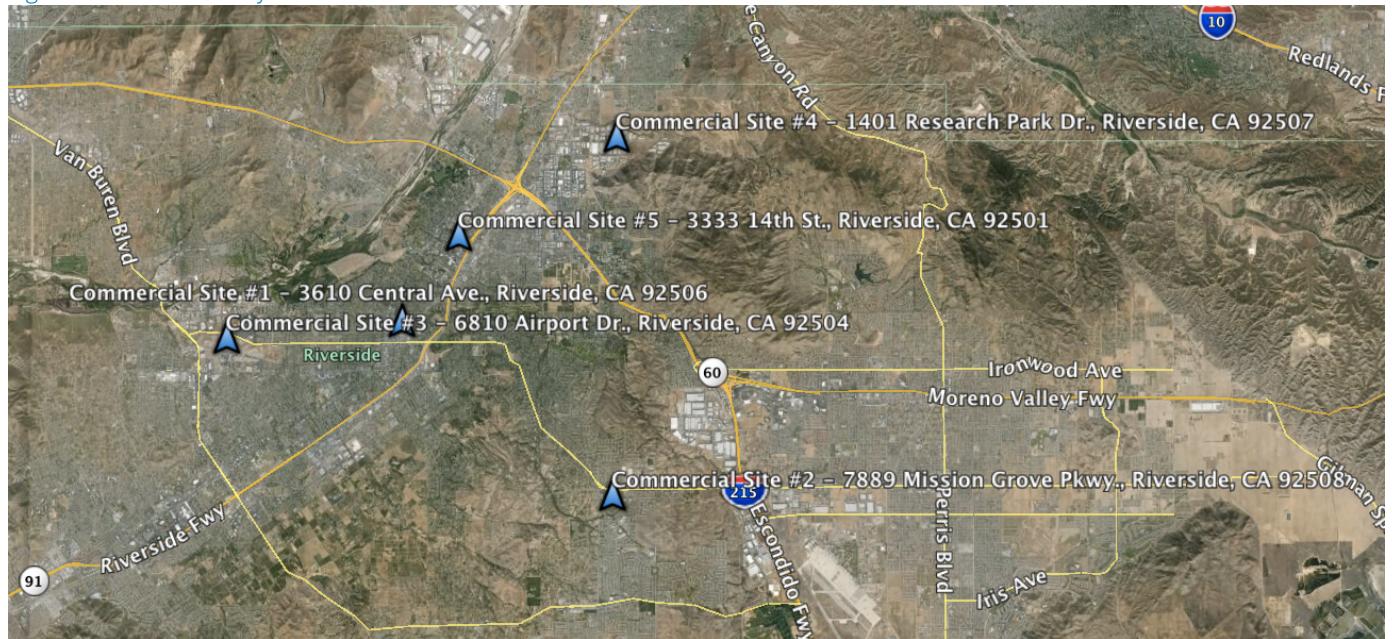 10
Redlands F
e Canyon Rd
Commercial Site #4 – 1401 Research Park Dr., Riverside, CA 92507
Van Buren Blvd
Commercial Site #5 – 3333 14th St., Riverside, CA 92501
Commercial Site #1 – 3610 Central Ave., Riverside, CA 92506
Commercial Site #3 – 6810 Airport Dr., Riverside, CA 92504
Riverside
60
Ironwood Ave
Moreno Valley Fwy
Commercial Site #2 – 7889 Mission Grove Pkwy., Riverside, CA 92508
215
Gilman Sp
Perris Blvd
Escondido Fwy
Riverside Fwy
91
Iris Ave